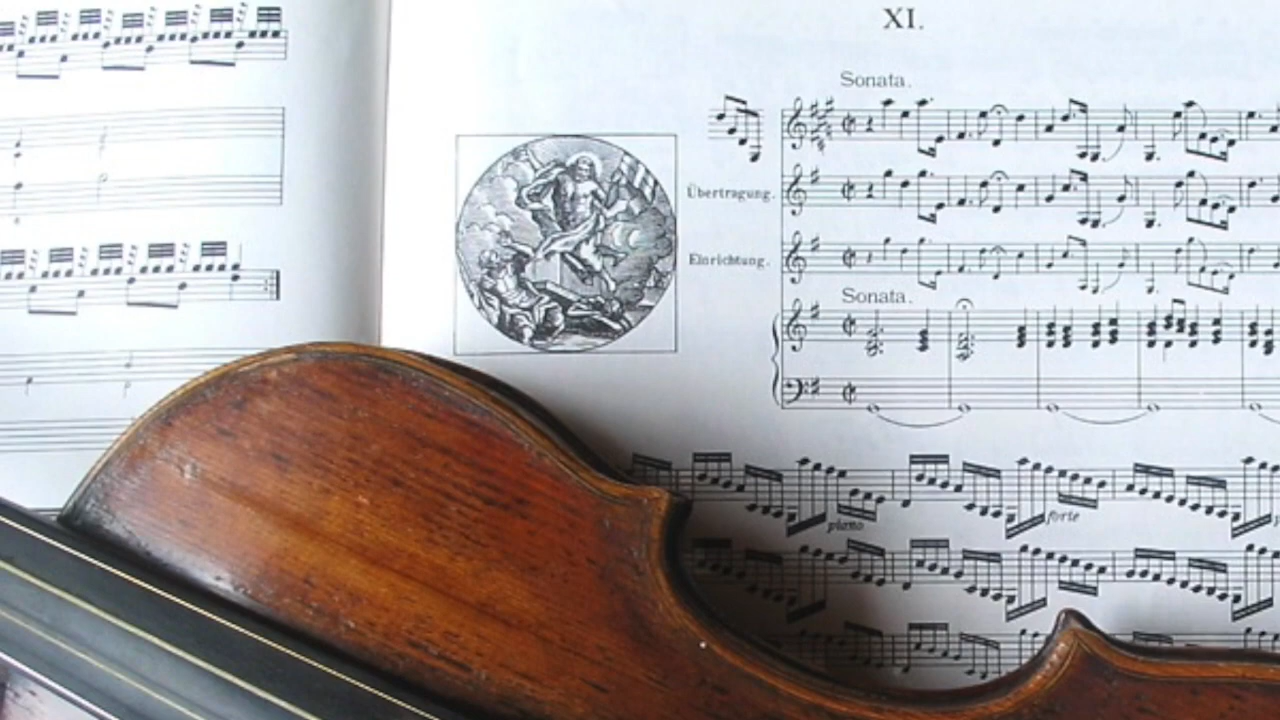 XI.
Sonata.
Übertragung.
Einrichtung.
Sonata.
piano
forte